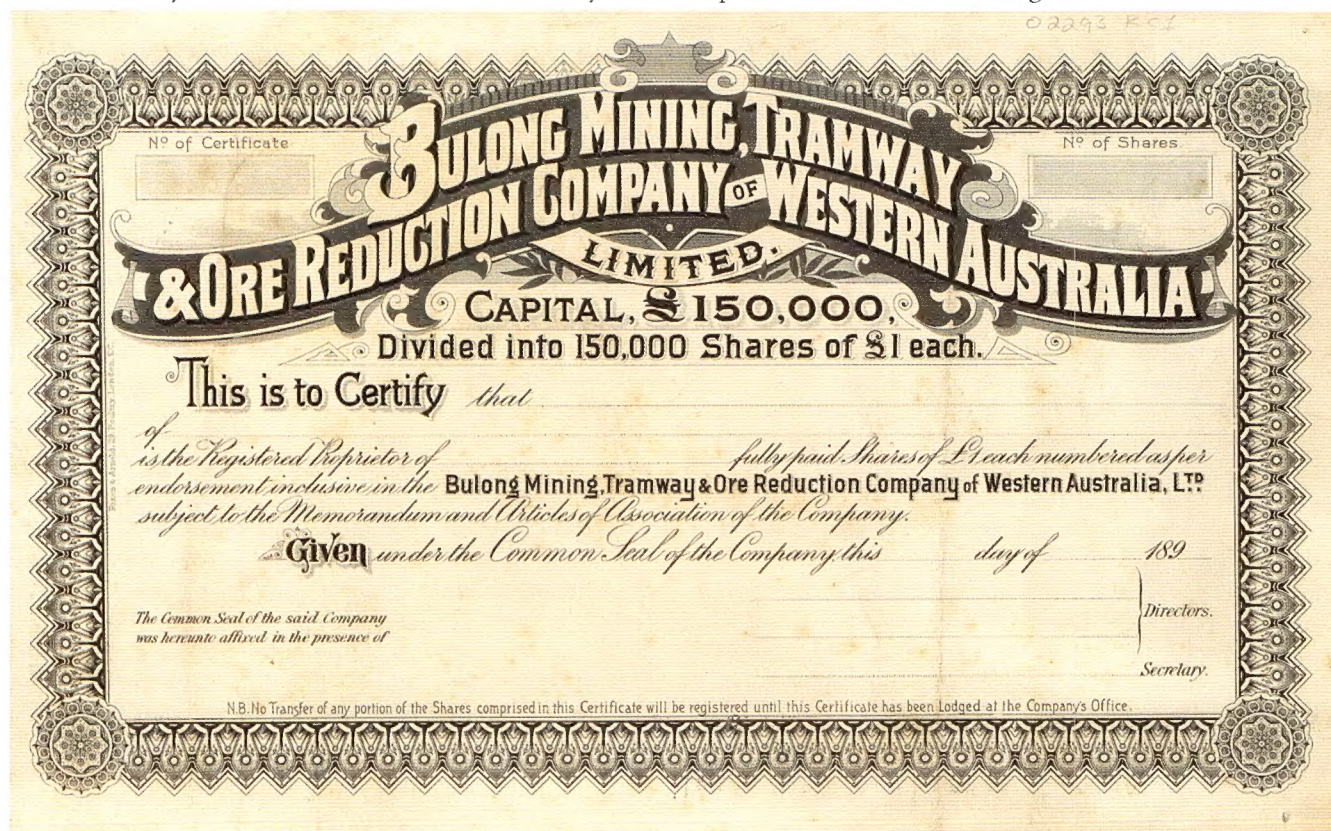 02293 KC1
Nº of Certificate
Nº of Shares.
BULONG MINING, TRAMWAY
& ORE REDUCTION COMPANY OF WESTERN AUSTRALIA
LIMITED.
CAPITAL, £150,000,
Divided into 150,000 Shares of £1 each.
This is to Certify that
of
is the Registered Proprietor of fully paid Shares of £1 each numbered as per
endorsement inclusive in the Bulong Mining, Tramway & Ore Reduction Company of Western Australia, LTD
subject to the Memorandum and Articles of Association of the Company.
Given under the Common Seal of the Company, this day of 189
The Common Seal of the said Company
was hereunto affixed in the presence of
Directors.
Secretary.
N.B. No Transfer of any portion of the Shares comprised in this Certificate will be registered until this Certificate has been Lodged at the Company's Office.